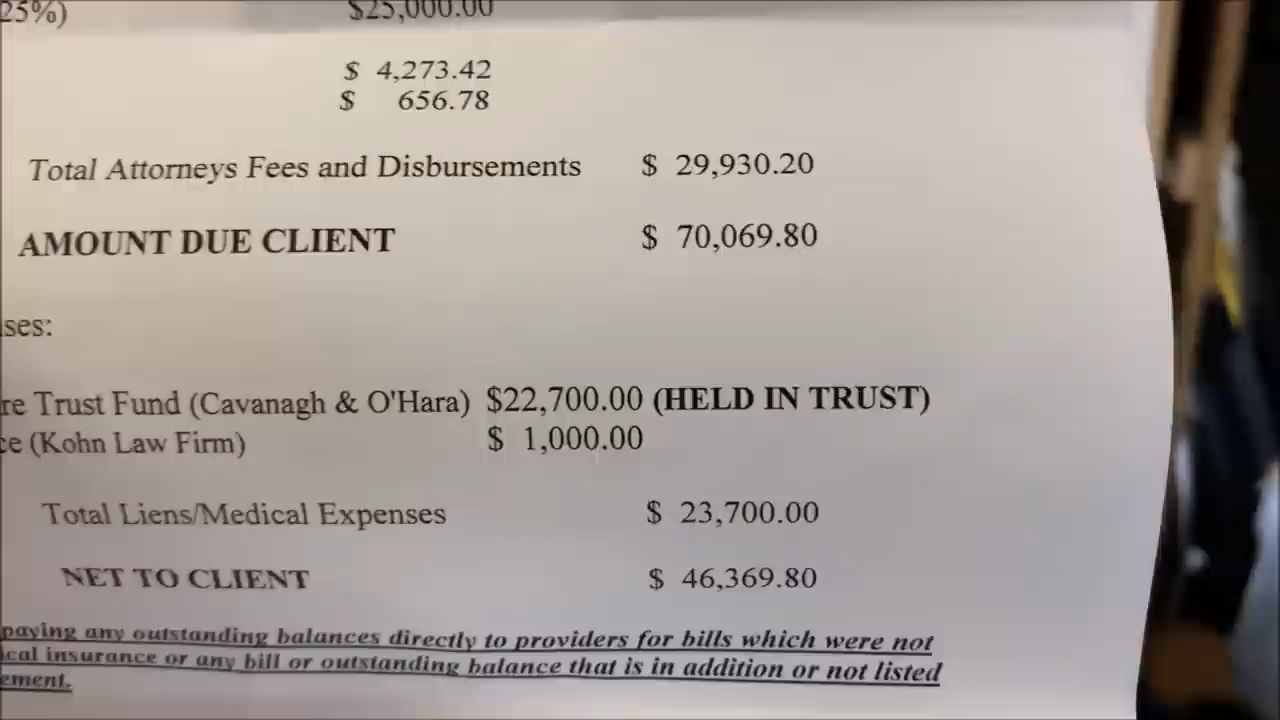 25%) $25,000.00
$ 4,273.42
$ 656.78
Total Attorneys Fees and Disbursements $ 29,930.20
AMOUNT DUE CLIENT $ 70,069.80
ses:
re Trust Fund (Cavanagh & O'Hara) $22,700.00 (HELD IN TRUST)
ce (Kohn Law Firm) $ 1,000.00
Total Liens/Medical Expenses $ 23,700.00
NET TO CLIENT $ 46,369.80
paying any outstanding balances directly to providers for bills which were not
ical insurance or any bill or outstanding balance that is in addition or not listed
ement.